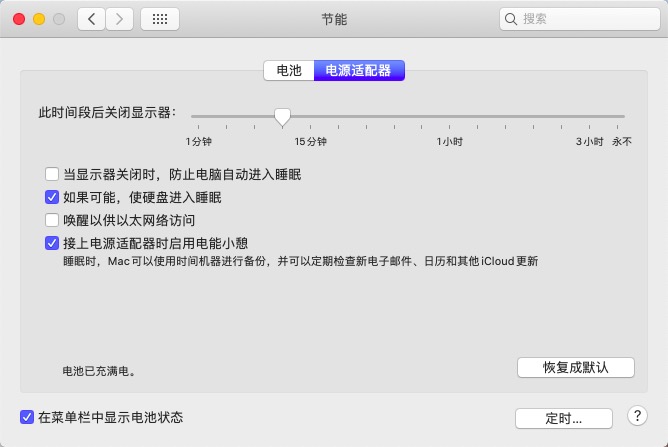 节能
搜索
电池
电源适配器
此时间段后关闭显示器：
1分钟
15分钟
1小时
3小时
永不
当显示器关闭时，防止电脑自动进入睡眠
如果可能，使硬盘进入睡眠
唤醒以供以太网络访问
接上电源适配器时启用电能小憩
睡眠时，Mac可以使用时间机器进行备份，并可以定期检查新电子邮件、日历和其他iCloud更新
电池已充满电。
恢复成默认
在菜单栏中显示电池状态
定时...
?